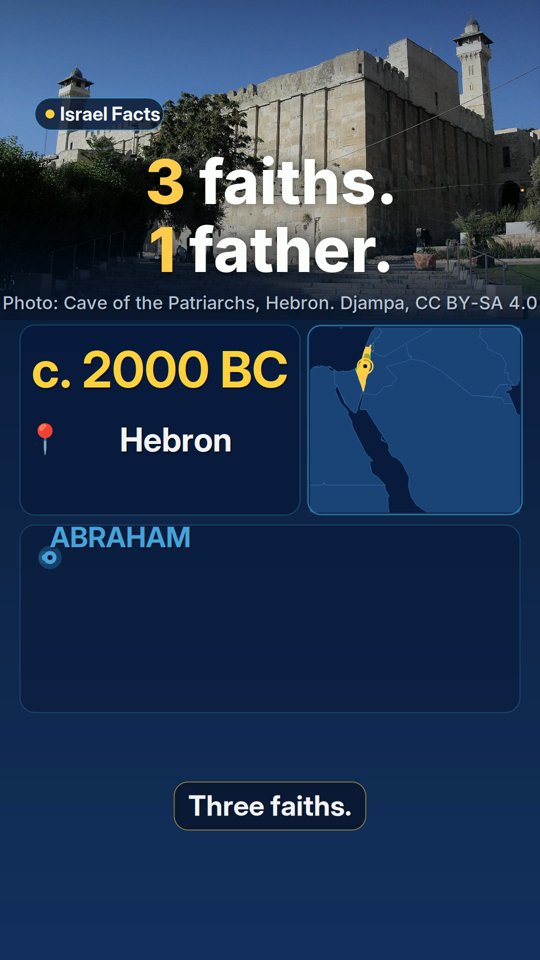 Israel Facts
3 faiths.
1 father.
Photo: Cave of the Patriarchs, Hebron. Djampa, CC BY-SA 4.0
c. 2000 BC
Hebron
ABRAHAM
Three faiths.